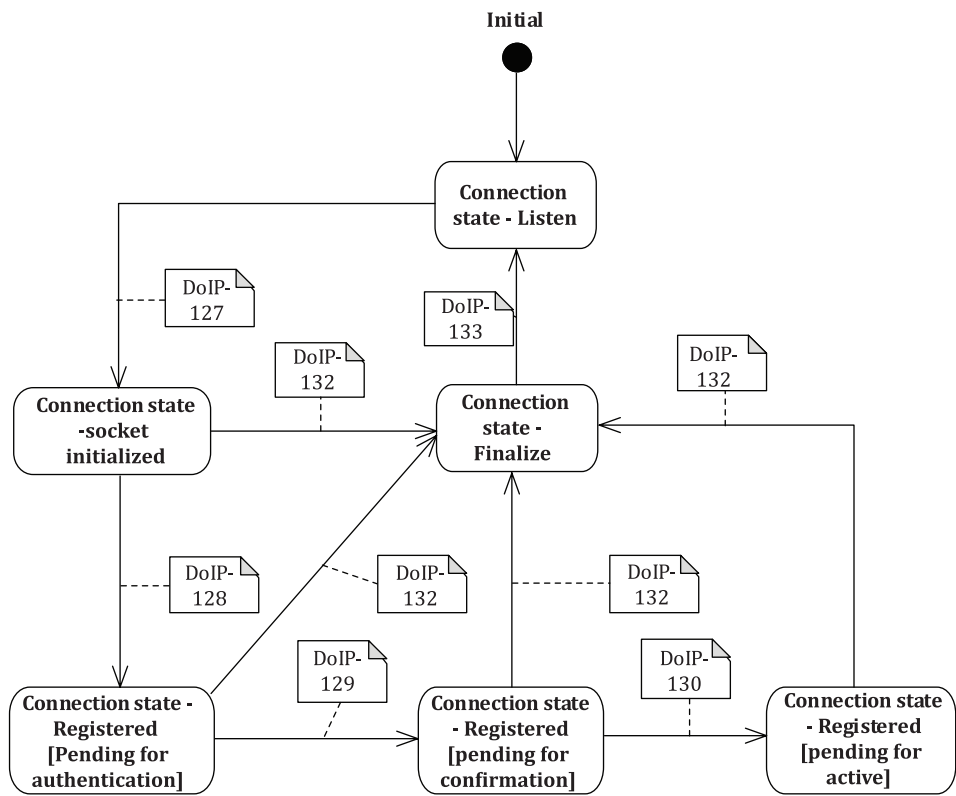 Initial
Connection
state - Listen
DoIP-
127
DoIP-
133
DoIP-
132
DoIP-
132
Connection state
-socket
initialized
Connection
state -
Finalize
DoIP-
128
DoIP-
132
DoIP-
132
DoIP-
129
DoIP-
130
Connection state -
Registered
[Pending for
authentication]
Connection state
- Registered
[pending for
confirmation]
Connection state
- Registered
[pending for
active]